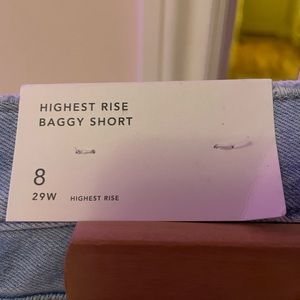 HIGHEST RISE
BAGGY SHORT
8
29W HIGHEST RISE